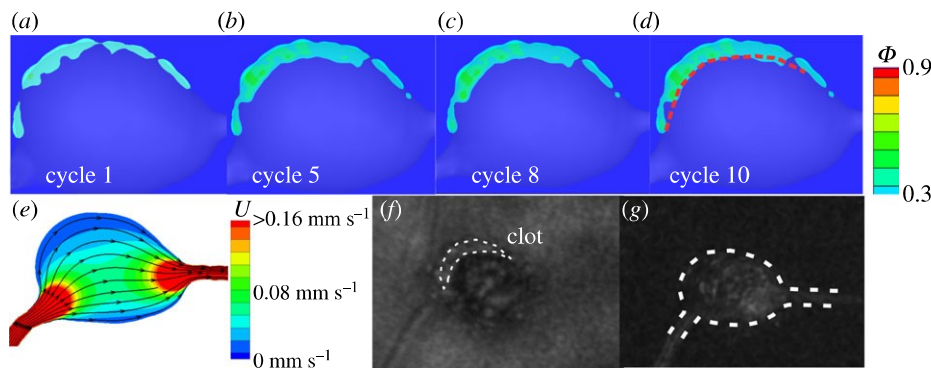 (a) (b) (c) (d)
Φ
0.9
0.3
cycle 1 cycle 5 cycle 8 cycle 10
(e) U (f) (g)
>0.16 mm s⁻¹
clot
0.08 mm s⁻¹
0 mm s⁻¹